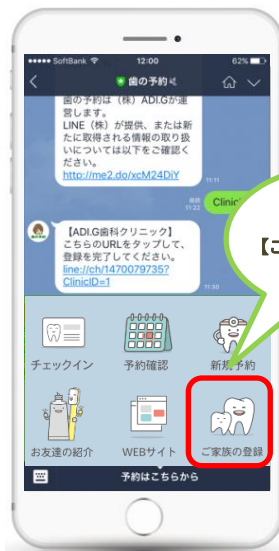 SoftBank 12:00 62%
歯の予約
歯の予約は（株）ADI.Gが運
営します。
LINE（株）が提供、または新
たに取得される情報の取り扱
いについては以下をご確認く
ださい。
http://me2.do/xcM24DiY
11:11
Clinic
11:22
【ADI.G歯科クリニック】
こちらのURLをタップして、
登録を完了してください。
line://ch/1470079735?
ClinicID=1
11:30
【ご
チェックイン
予約確認
新規予約
お友達の紹介
WEBサイト
ご家族の登録
予約はこちらから